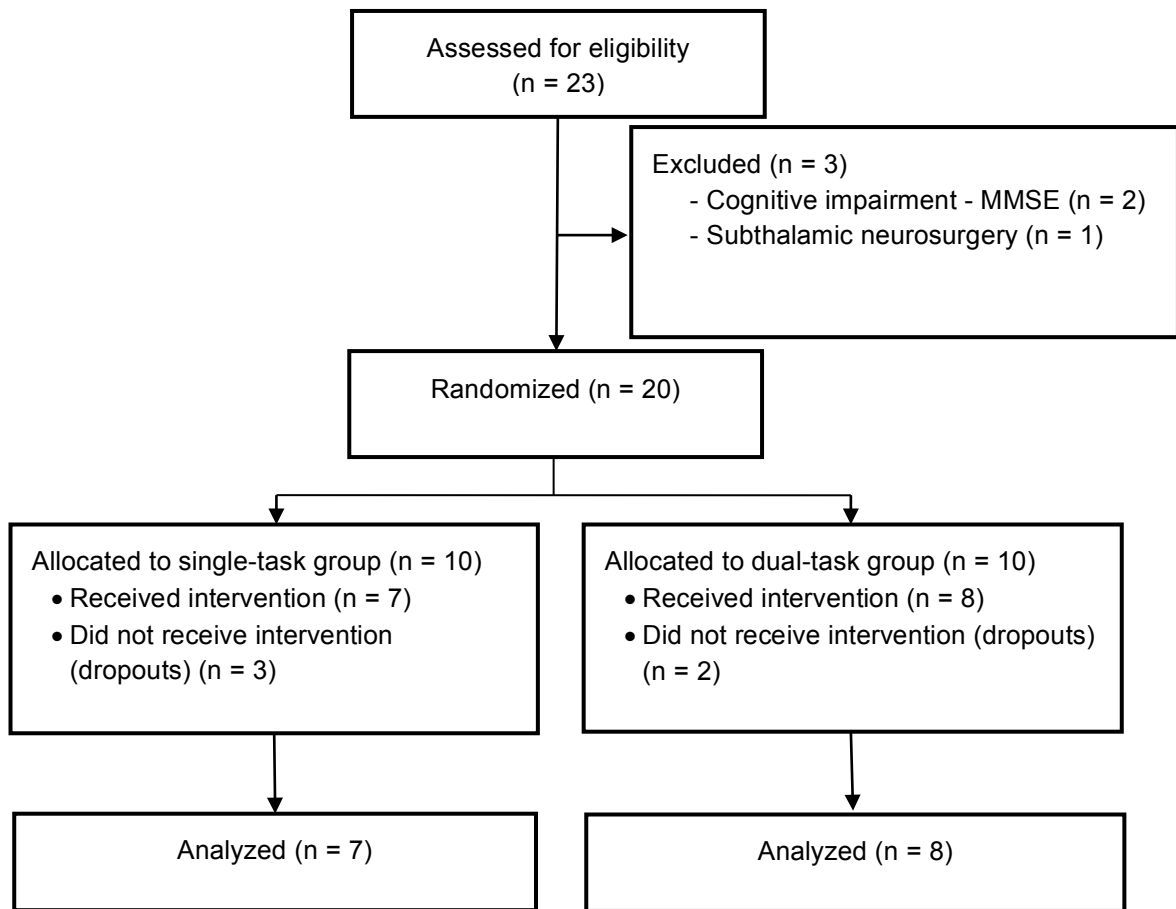 Assessed for eligibility
(n = 23)
Excluded (n = 3)
- Cognitive impairment - MMSE (n = 2)
- Subthalamic neurosurgery (n = 1)
Randomized (n = 20)
Allocated to single-task group (n = 10)
• Received intervention (n = 7)
• Did not receive intervention
(dropouts) (n = 3)
Allocated to dual-task group (n = 10)
• Received intervention (n = 8)
• Did not receive intervention (dropouts)
(n = 2)
Analyzed (n = 7)
Analyzed (n = 8)